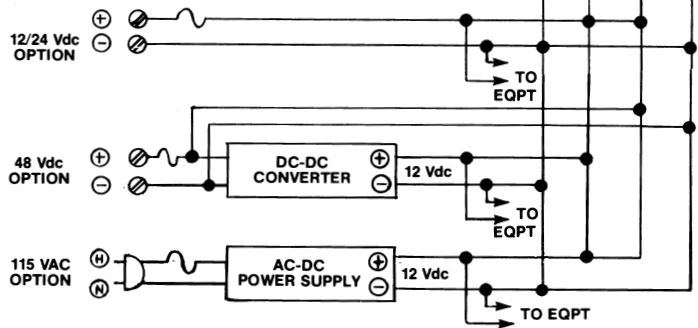 +
12/24 Vdc
−
OPTION
TO
EQPT
48 Vdc
+
OPTION
−
DC-DC
CONVERTER
+
−
12 Vdc
TO
EQPT
115 VAC
H
OPTION
N
AC-DC
POWER SUPPLY
+
−
12 Vdc
TO EQPT